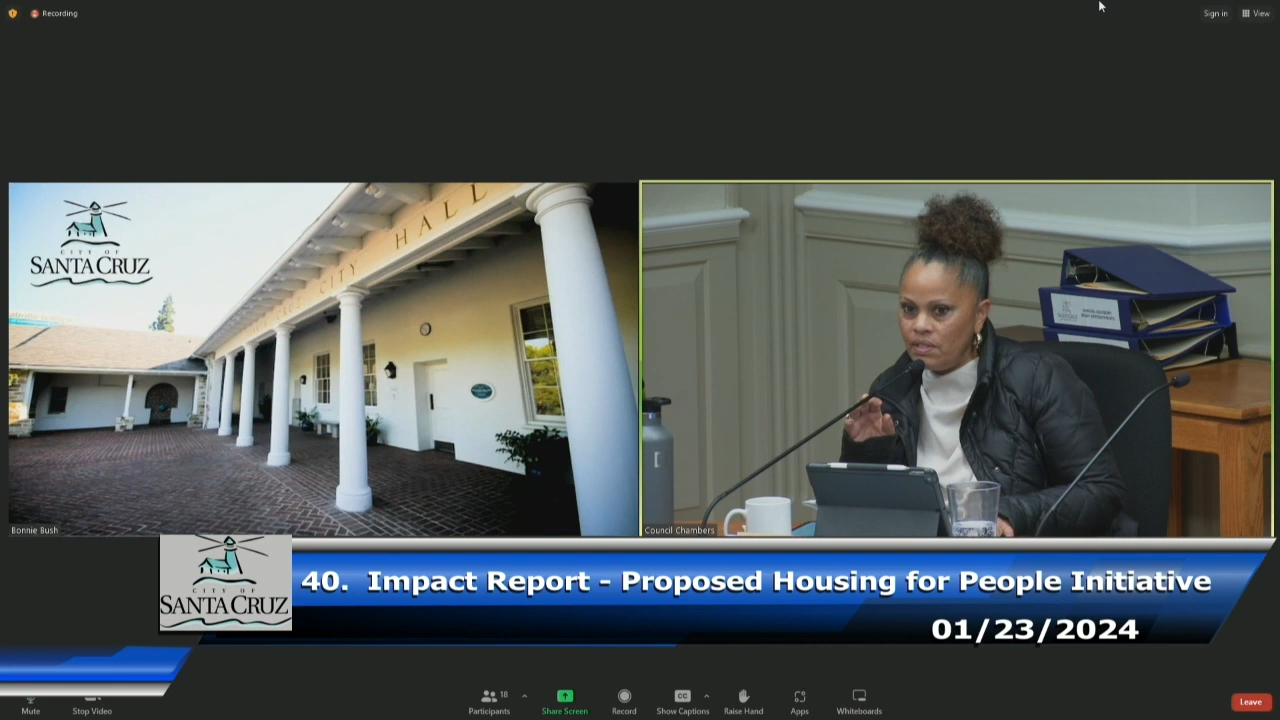 Recording
Sign in
View
CITY OF
SANTA CRUZ
CITY HALL
Bonnie Bush
Council Chambers
CITY OF
SANTA CRUZ
40. Impact Report - Proposed Housing for People Initiative
01/23/2024
Mute
Stop Video
Participants
18
Share Screen
CC
Show Captions
Record
Raise Hand
Apps
Whiteboards
Leave